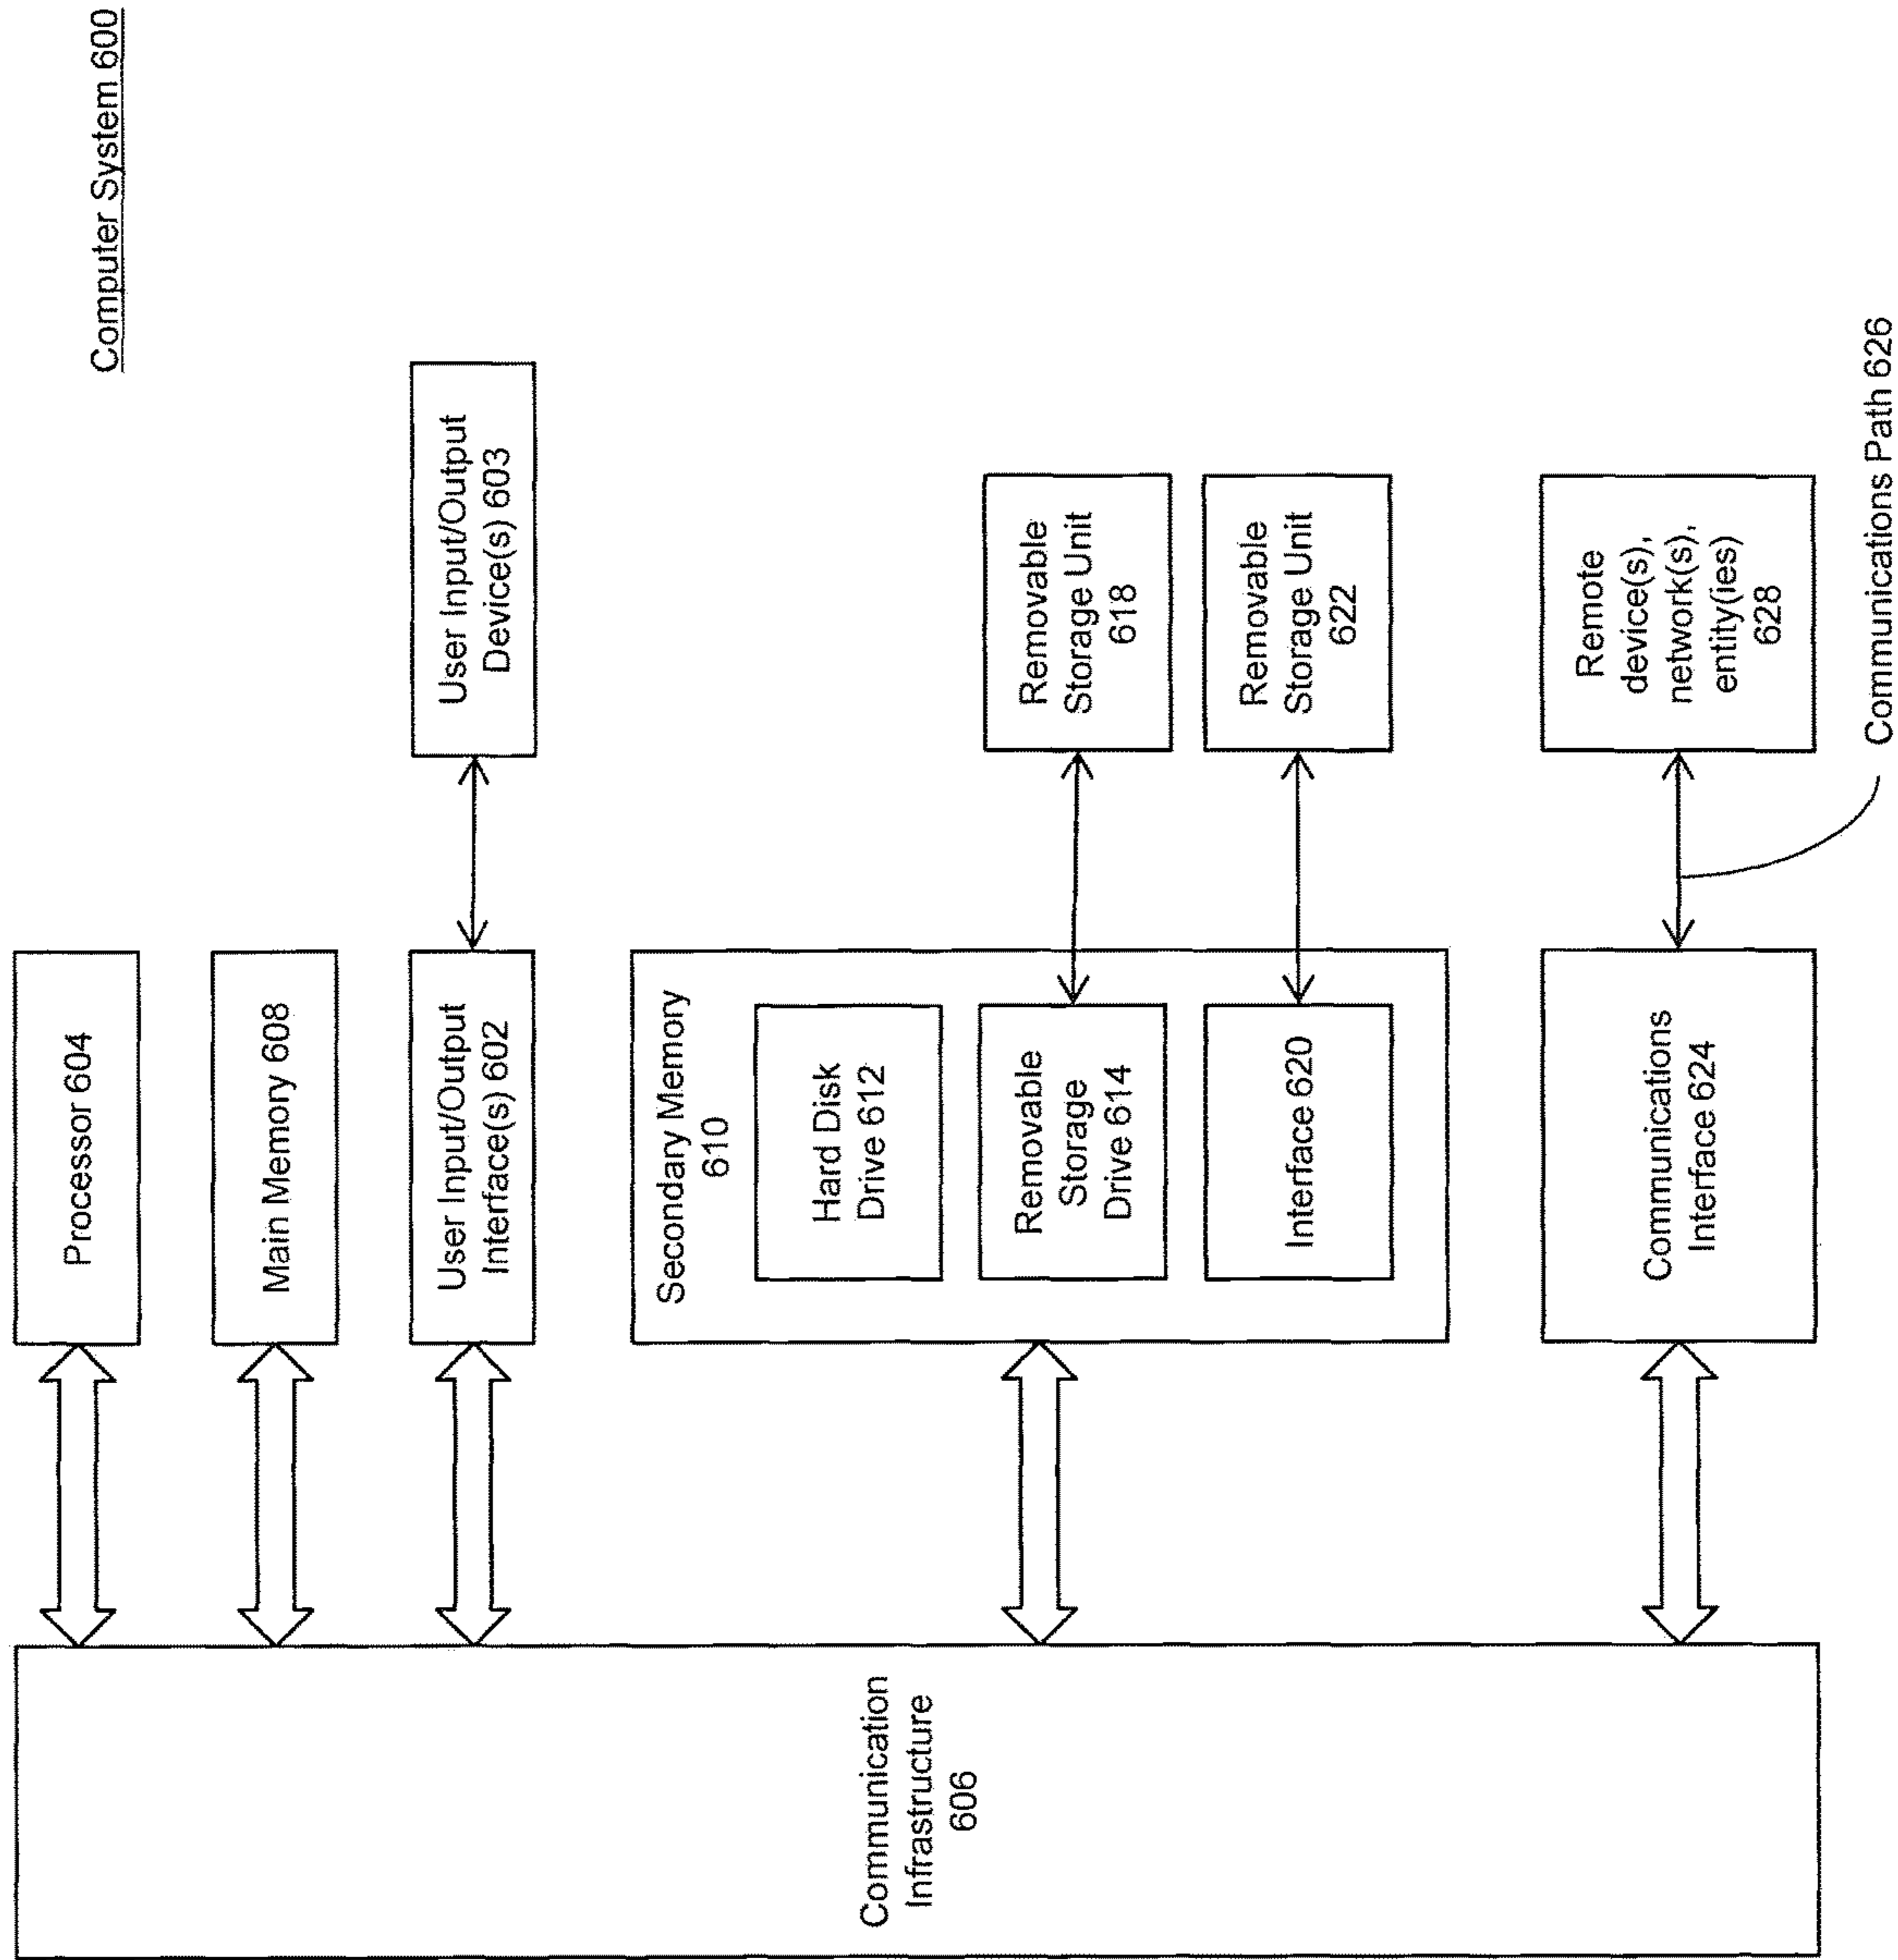 Computer System 600
Processor 604
Main Memory 608
User Input/Output
Interface(s) 602
User Input/Output
Device(s) 603
Secondary Memory
610
Hard Disk
Drive 612
Removable
Storage
Drive 614
Removable
Storage Unit
618
Interface 620
Removable
Storage Unit
622
Communications
Interface 624
Remote
device(s),
network(s),
entity(ies)
628
Communications Path 626
Communication
Infrastructure
606